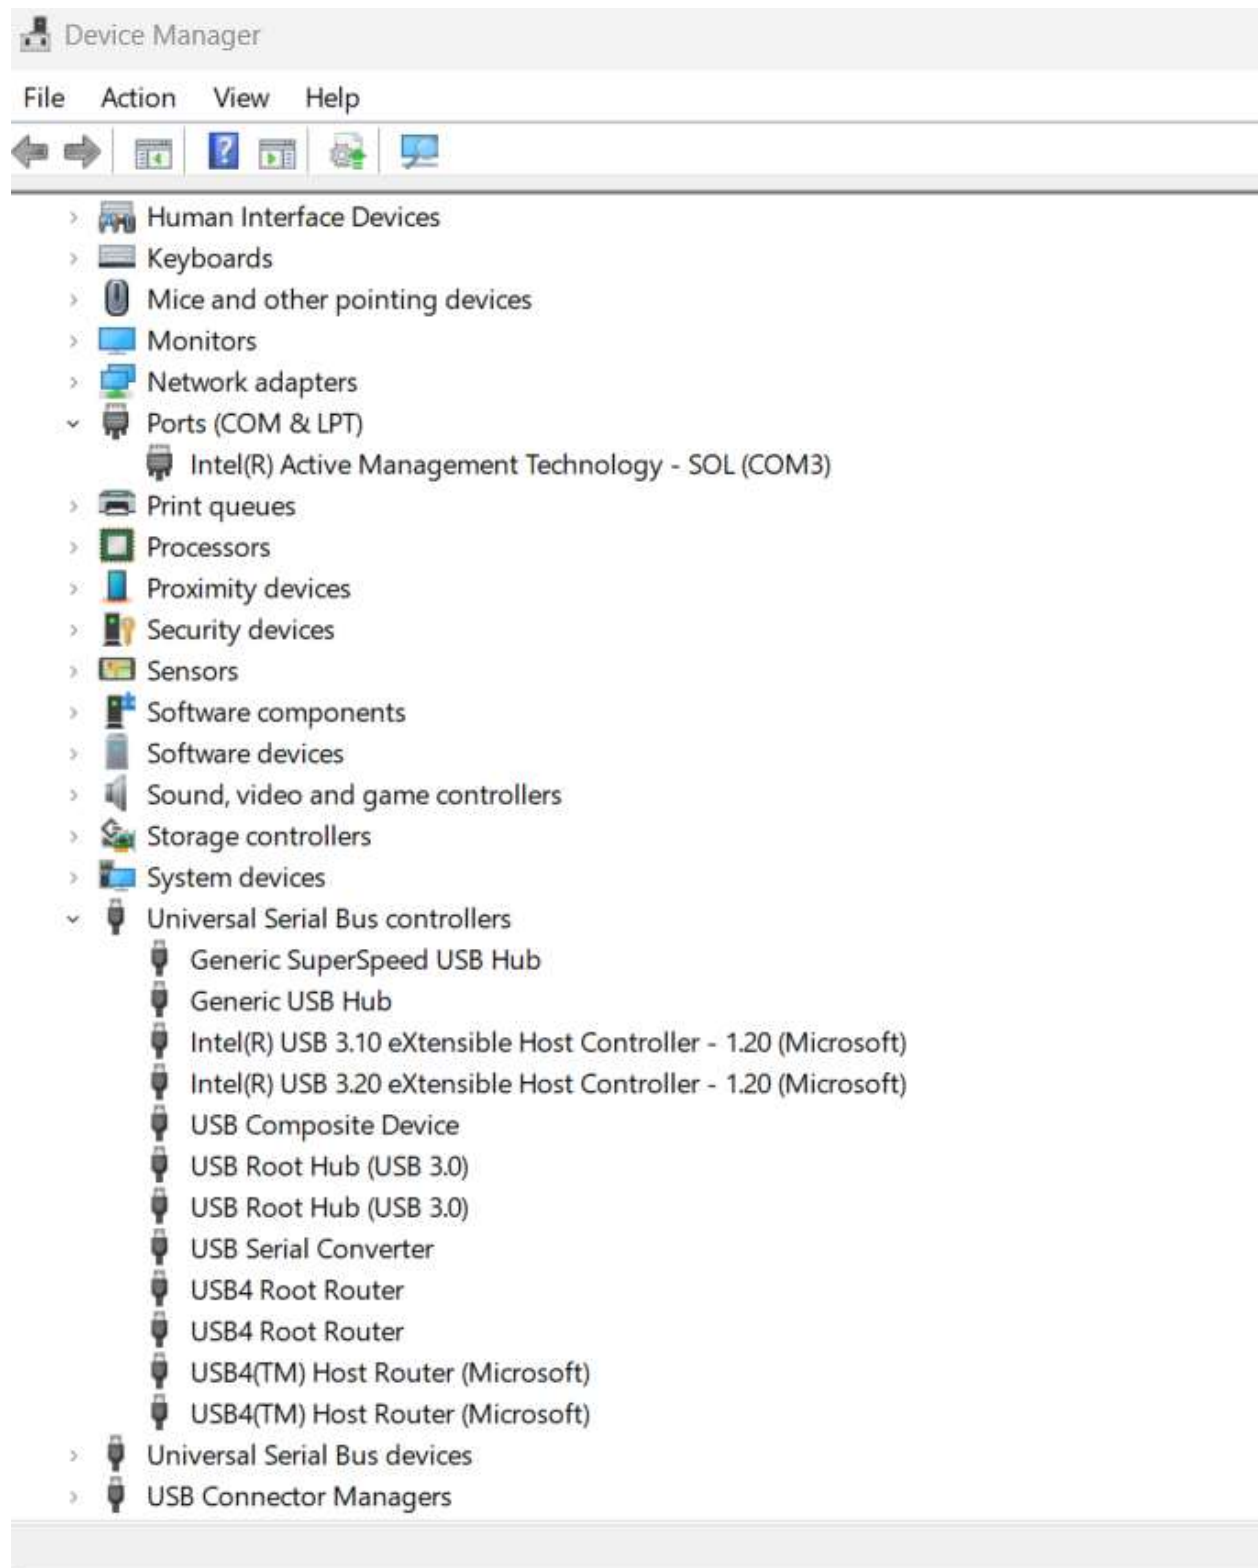 Device Manager
File Action View Help
Human Interface Devices
Keyboards
Mice and other pointing devices
Monitors
Network adapters
Ports (COM & LPT)
Intel(R) Active Management Technology - SOL (COM3)
Print queues
Processors
Proximity devices
Security devices
Sensors
Software components
Software devices
Sound, video and game controllers
Storage controllers
System devices
Universal Serial Bus controllers
Generic SuperSpeed USB Hub
Generic USB Hub
Intel(R) USB 3.10 eXtensible Host Controller - 1.20 (Microsoft)
Intel(R) USB 3.20 eXtensible Host Controller - 1.20 (Microsoft)
USB Composite Device
USB Root Hub (USB 3.0)
USB Root Hub (USB 3.0)
USB Serial Converter
USB4 Root Router
USB4 Root Router
USB4(TM) Host Router (Microsoft)
USB4(TM) Host Router (Microsoft)
Universal Serial Bus devices
USB Connector Managers